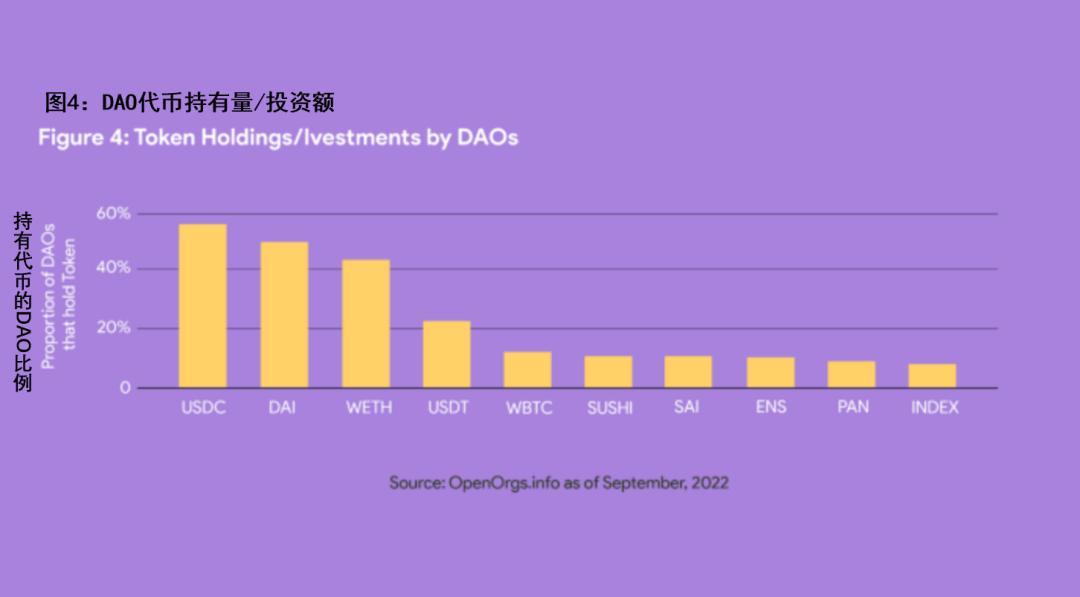 图4：DAO代币持有量/投资额
Figure 4: Token Holdings/Ivestments by DAOs
持有代币的DAO比例
Proportion of DAOs
that hold Token
60%
40%
20%
0
USDC DAI WETH USDT WBTC SUSHI SAI ENS PAN INDEX
Source: OpenOrgs.info as of September, 2022